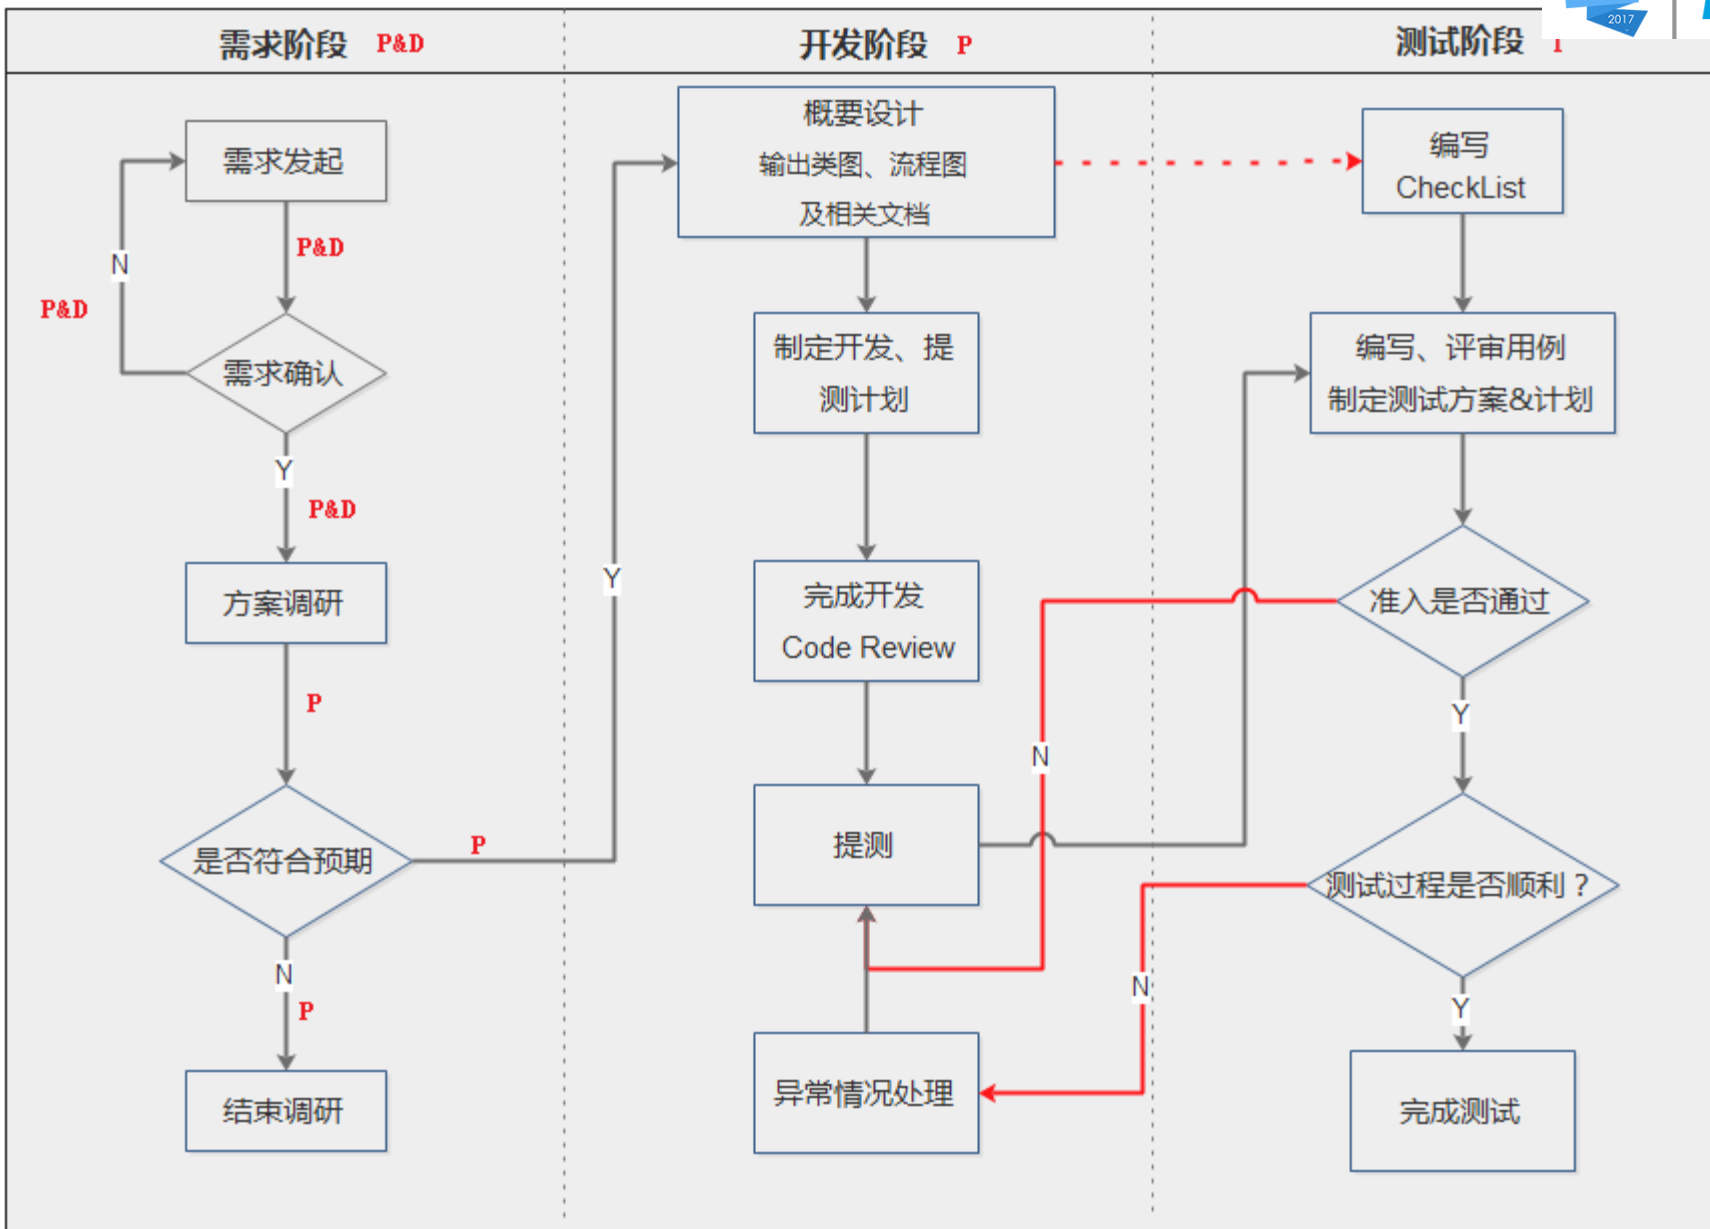 需求阶段 P&D
开发阶段 P
测试阶段
2017
需求发起
P&D
N
P&D
需求确认
Y
P&D
方案调研
P
是否符合预期
P
N
P
结束调研
Y
概要设计
输出类图、流程图
及相关文档
制定开发、提
测计划
完成开发
Code Review
提测
N
N
异常情况处理
编写
CheckList
编写、评审用例
制定测试方案&计划
准入是否通过
Y
测试过程是否顺利?
Y
完成测试